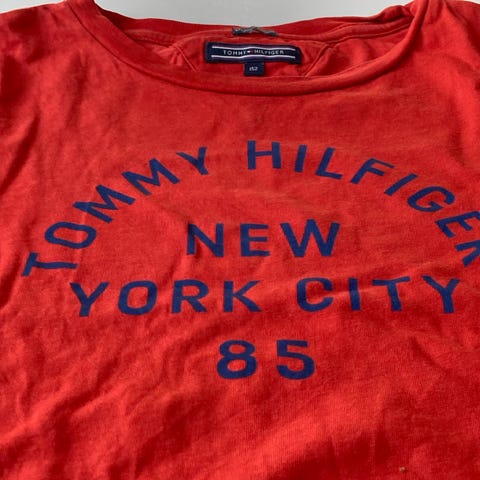 TOMMY HILFIGER
152
TOMMY HILFIGER
NEW
YORK CITY
85